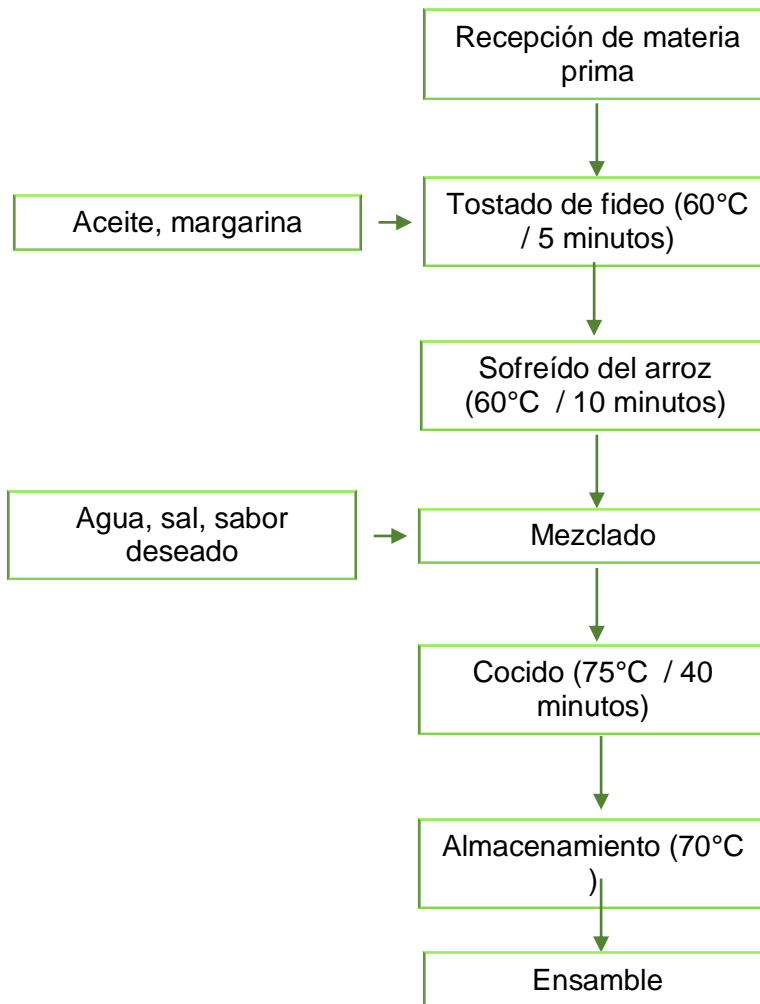 Recepción de materia
prima
Aceite, margarina
Tostado de fideo (60°C
/ 5 minutos)
Sofreído del arroz
(60°C / 10 minutos)
Agua, sal, sabor
deseado
Mezclado
Cocido (75°C / 40
minutos)
Almacenamiento (70°C
)
Ensamble